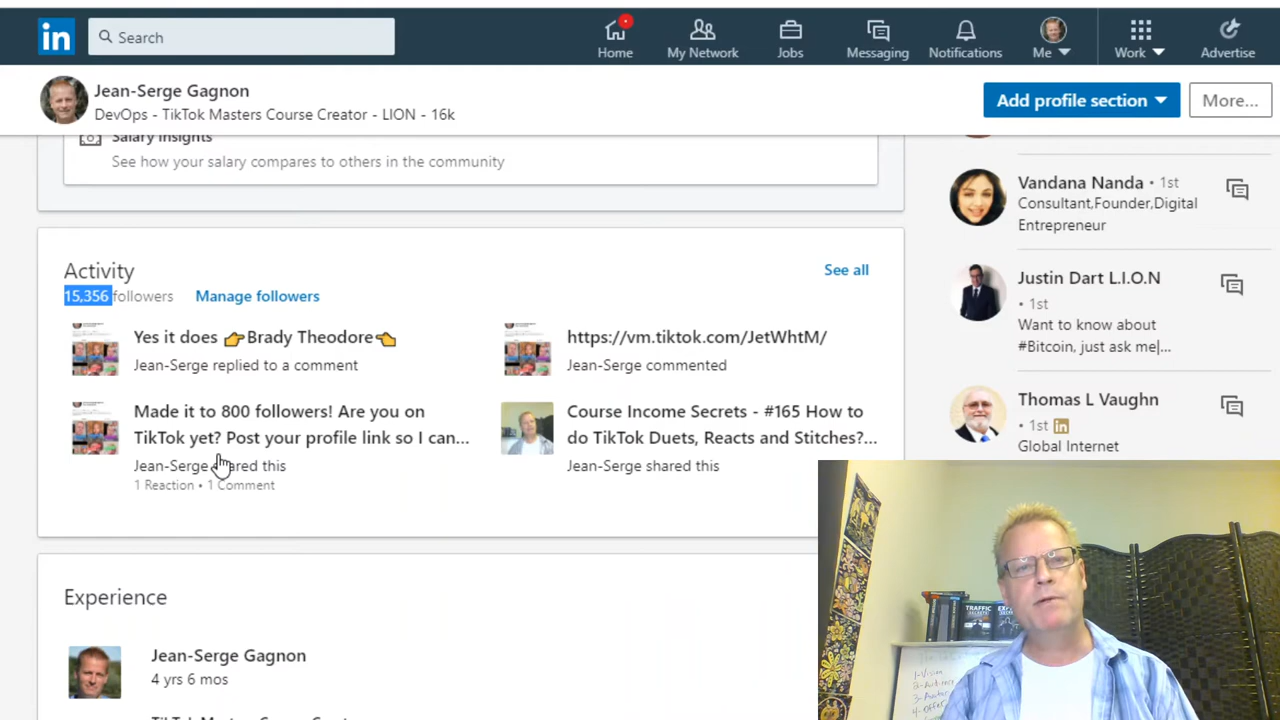 in
Search
Home
My Network
Jobs
Messaging
Notifications
Me
Work
Advertise
Jean-Serge Gagnon
DevOps - TikTok Masters Course Creator - LION - 16k
Add profile section
More...
Salary insights
See how your salary compares to others in the community
Activity
See all
15,356 followers
Manage followers
Yes it does 👉Brady Theodore👈
Jean-Serge replied to a comment
https://vm.tiktok.com/JetWhtM/
Jean-Serge commented
Made it to 800 followers! Are you on
TikTok yet? Post your profile link so I can...
Jean-Serge shared this
1 Reaction • 1 Comment
Course Income Secrets - #165 How to
do TikTok Duets, Reacts and Stitches?...
Jean-Serge shared this
Experience
Jean-Serge Gagnon
4 yrs 6 mos
TikTok Masters Course Creator
Vandana Nanda • 1st
Consultant,Founder,Digital
Entrepreneur
Justin Dart L.I.O.N
• 1st
Want to know about
#Bitcoin, just ask me|...
Thomas L Vaughn
• 1st in
Global Internet
TRAFFIC
SECRETS